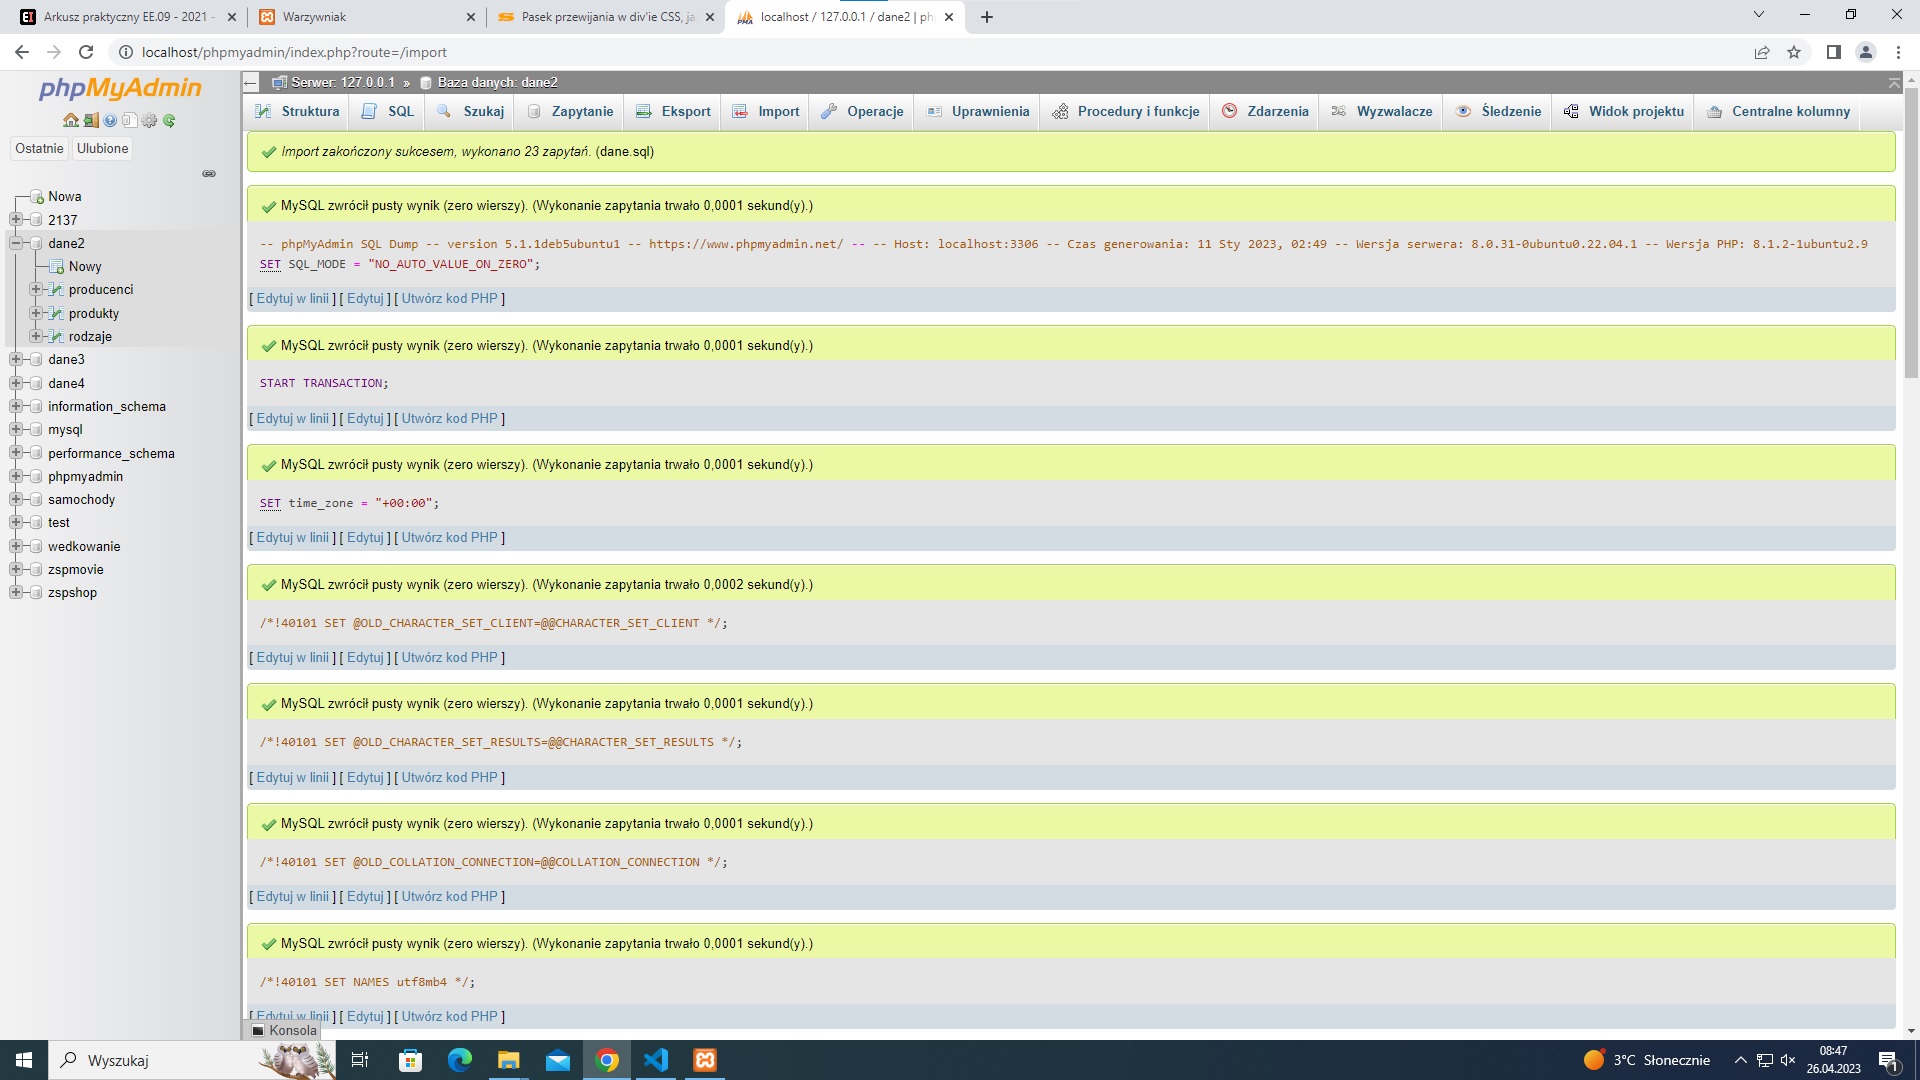 Arkusz praktyczny EE.09 - 2021 -
Warzywniak
Pasek przewijania w div'ie CSS, ja
localhost / 127.0.0.1 / dane2 | ph
localhost/phpmyadmin/index.php?route=/import
phpMyAdmin
Ostatnie Ulubione
Nowa
2137
dane2
Nowy
producenci
produkty
rodzaje
dane3
dane4
information_schema
mysql
performance_schema
phpmyadmin
samochody
test
wedkowanie
zspmovie
zspshop
Serwer: 127.0.0.1 » Baza danych: dane2
Struktura SQL Szukaj Zapytanie Eksport Import Operacje Uprawnienia Procedury i funkcje Zdarzenia Wyzwalacze Śledzenie Widok projektu Centralne kolumny
Import zakończony sukcesem, wykonano 23 zapytań. (dane.sql)
MySQL zwrócił pusty wynik (zero wierszy). (Wykonanie zapytania trwało 0,0001 sekund(y).)
-- phpMyAdmin SQL Dump -- version 5.1.1deb5ubuntu1 -- https://www.phpmyadmin.net/ -- -- Host: localhost:3306 -- Czas generowania: 11 Sty 2023, 02:49 -- Wersja serwera: 8.0.31-0ubuntu0.22.04.1 -- Wersja PHP: 8.1.2-1ubuntu2.9
SET SQL_MODE = "NO_AUTO_VALUE_ON_ZERO";
[ Edytuj w linii ] [ Edytuj ] [ Utwórz kod PHP ]
MySQL zwrócił pusty wynik (zero wierszy). (Wykonanie zapytania trwało 0,0001 sekund(y).)
START TRANSACTION;
[ Edytuj w linii ] [ Edytuj ] [ Utwórz kod PHP ]
MySQL zwrócił pusty wynik (zero wierszy). (Wykonanie zapytania trwało 0,0001 sekund(y).)
SET time_zone = "+00:00";
[ Edytuj w linii ] [ Edytuj ] [ Utwórz kod PHP ]
MySQL zwrócił pusty wynik (zero wierszy). (Wykonanie zapytania trwało 0,0002 sekund(y).)
/*!40101 SET @OLD_CHARACTER_SET_CLIENT=@@CHARACTER_SET_CLIENT */;
[ Edytuj w linii ] [ Edytuj ] [ Utwórz kod PHP ]
MySQL zwrócił pusty wynik (zero wierszy). (Wykonanie zapytania trwało 0,0001 sekund(y).)
/*!40101 SET @OLD_CHARACTER_SET_RESULTS=@@CHARACTER_SET_RESULTS */;
[ Edytuj w linii ] [ Edytuj ] [ Utwórz kod PHP ]
MySQL zwrócił pusty wynik (zero wierszy). (Wykonanie zapytania trwało 0,0001 sekund(y).)
/*!40101 SET @OLD_COLLATION_CONNECTION=@@COLLATION_CONNECTION */;
[ Edytuj w linii ] [ Edytuj ] [ Utwórz kod PHP ]
MySQL zwrócił pusty wynik (zero wierszy). (Wykonanie zapytania trwało 0,0001 sekund(y).)
/*!40101 SET NAMES utf8mb4 */;
[ Edytuj w linii ] [ Edytuj ] [ Utwórz kod PHP ]
Konsola
Wyszukaj
3°C Słonecznie
08:47
26.04.2023
1